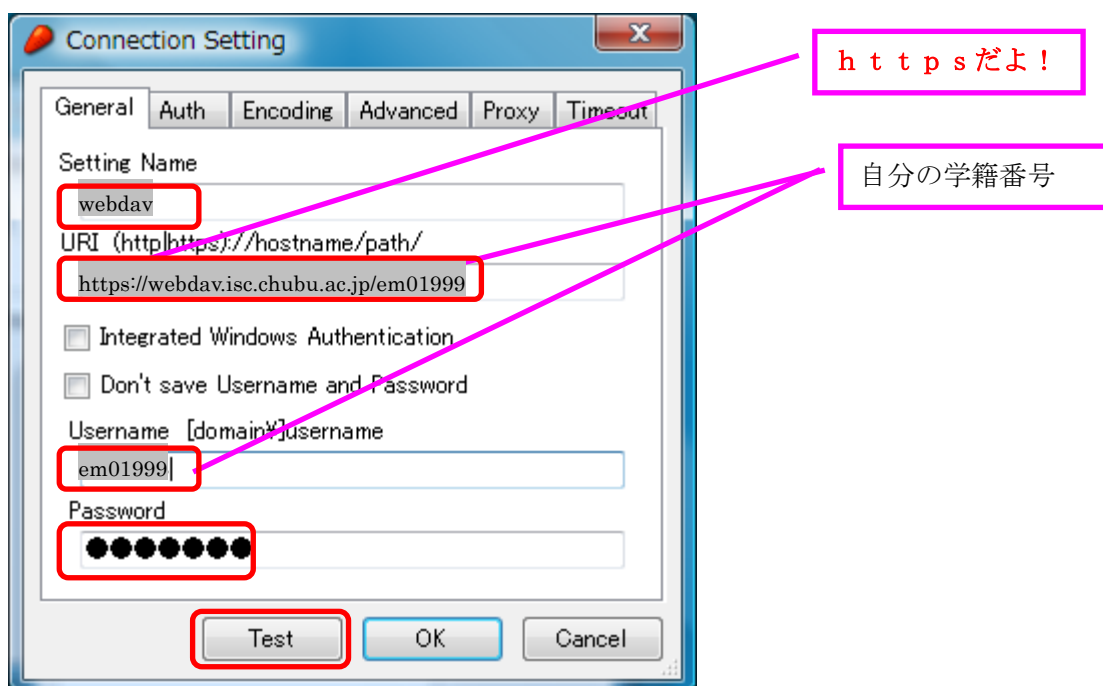 Connection Setting
ｈｔｔｐｓだよ！
General Auth Encoding Advanced Proxy Timeout
Setting Name
自分の学籍番号
webdav
URI (http|https)://hostname/path/
https://webdav.isc.chubu.ac.jp/em01999
Integrated Windows Authentication
Don't save Username and Password
Username [domain¥]username
em01999
Password
●●●●●●●
Test OK Cancel